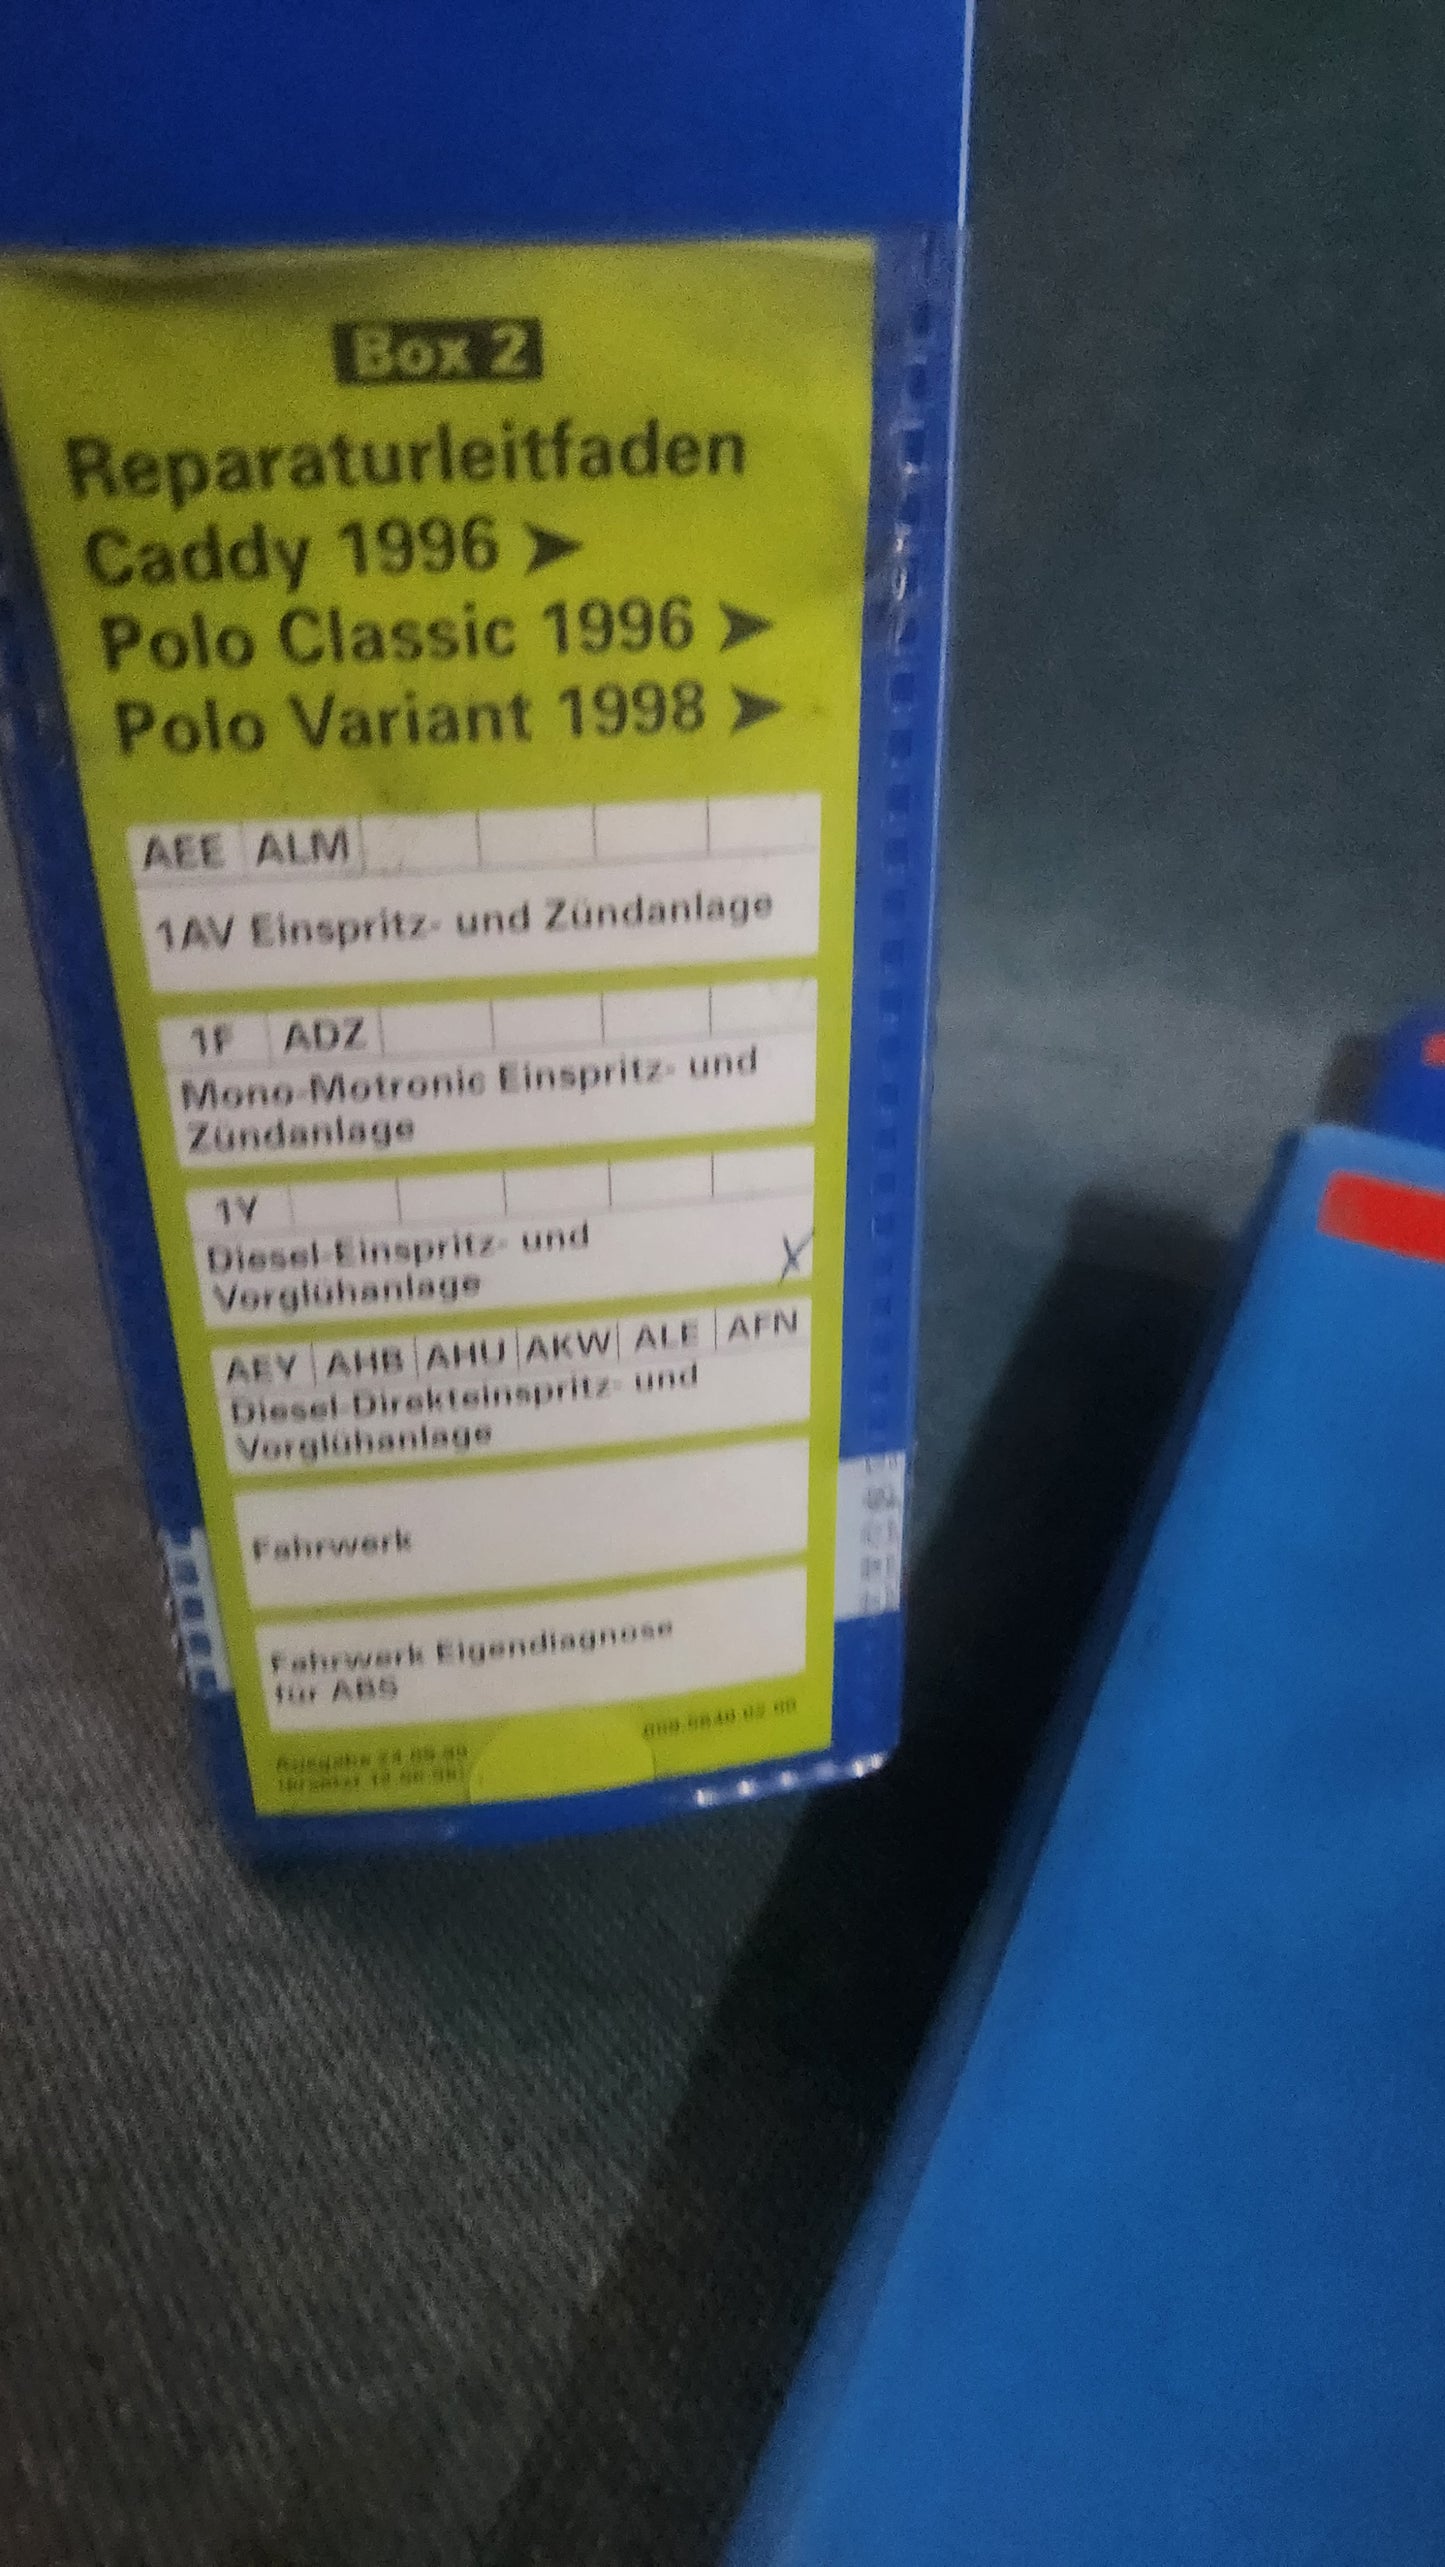 Box 2
Reparaturleitfaden
Caddy 1996 ➤
Polo Classic 1996 ➤
Polo Variant 1998 ➤
AEE ALM
1AV Einspritz- und Zündanlage
1F ADZ
Mono-Motronic Einspritz- und
Zündanlage
1Y
Diesel-Einspritz- und
Vorglühanlage
X
AEY AHB AHU AKW ALE AFN
Diesel-Direkteinspritz- und
Vorglühanlage
Fahrwerk
Fahrwerk Eigendiagnose
für ABS
Ausgabe